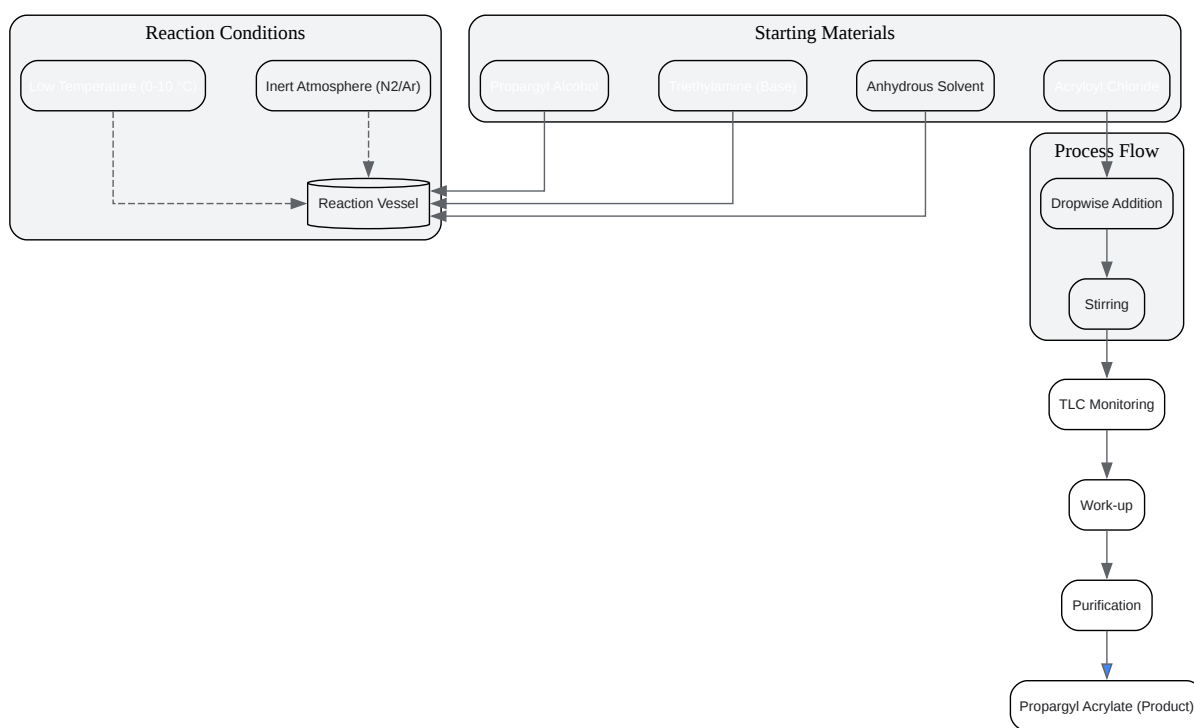 Reaction Conditions
Starting Materials
Low Temperature (0-10 °C)
Inert Atmosphere (N2/Ar)
Propargyl Alcohol
Triethylamine (Base)
Anhydrous Solvent
Acryloyl Chloride
Process Flow
Reaction Vessel
Dropwise Addition
Stirring
TLC Monitoring
Work-up
Purification
Propargyl Acrylate (Product)